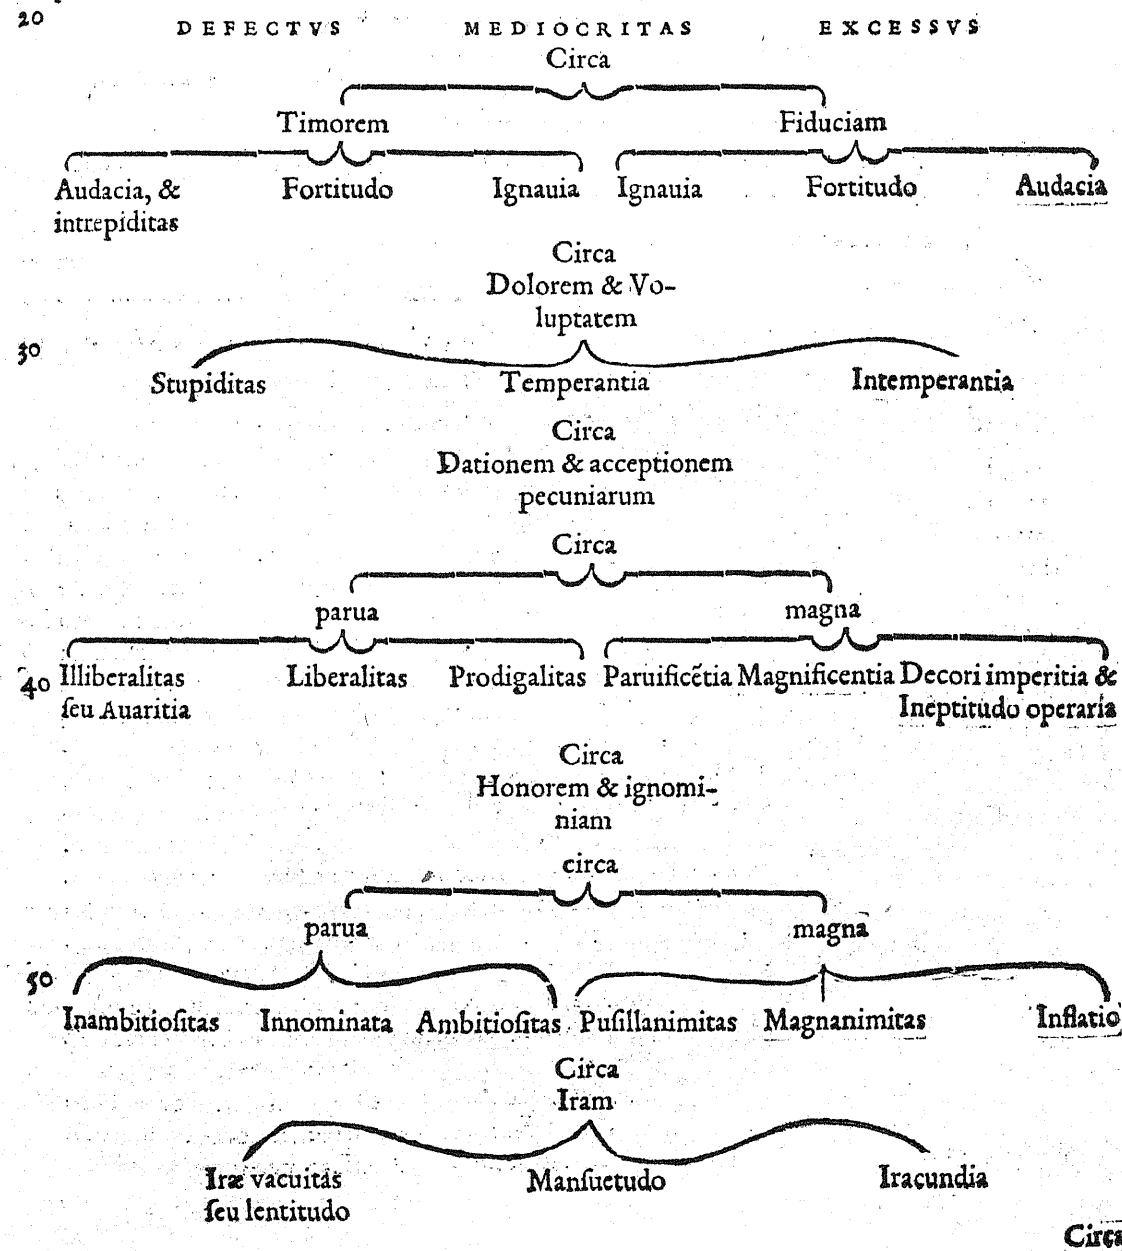 20
DEFECTVS MEDIOCRITAS EXCESSVS
Circa
Timorem Fiduciam
Audacia, & Fortitudo Ignauia Ignauia Fortitudo Audacia
intrepiditas
Circa
Dolorem & Vo-
luptatem
30
Stupiditas Temperantia Intemperantia
Circa
Dationem & acceptionem
pecuniarum
Circa
parua magna
40 Illiberalitas Liberalitas Prodigalitas Paruificẽtia Magnificentia Decori imperitia &
ſeu Auaritia Ineptitudo operaria
Circa
Honorem & ignomi-
niam
circa
parua magna
50
Inambitioſitas Innominata Ambitioſitas Puſillanimitas Magnanimitas Inflatio
Circa
Iram
Iræ vacuitas Manſuetudo Iracundia
ſeu lentitudo
Circa